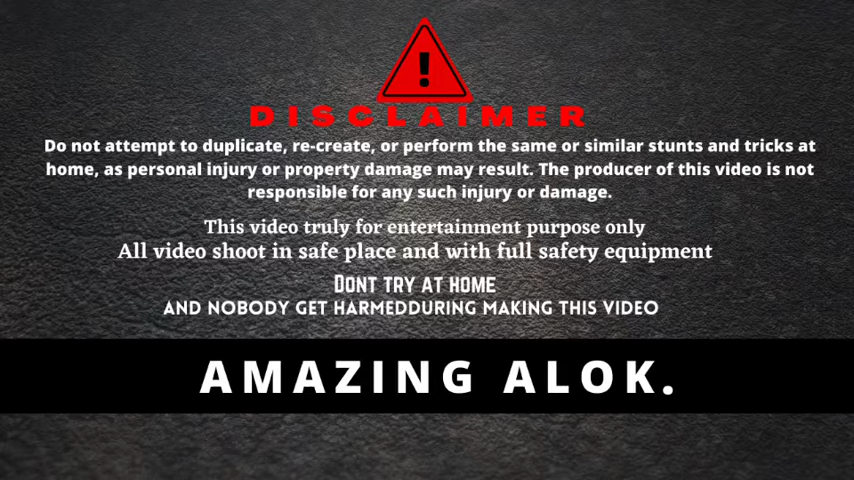 !
DISCLAIMER
Do not attempt to duplicate, re-create, or perform the same or similar stunts and tricks at
home, as personal injury or property damage may result. The producer of this video is not
responsible for any such injury or damage.
This video truly for entertainment purpose only
All video shoot in safe place and with full safety equipment
DONT TRY AT HOME
AND NOBODY GET HARMEDDURING MAKING THIS VIDEO
AMAZING ALOK.